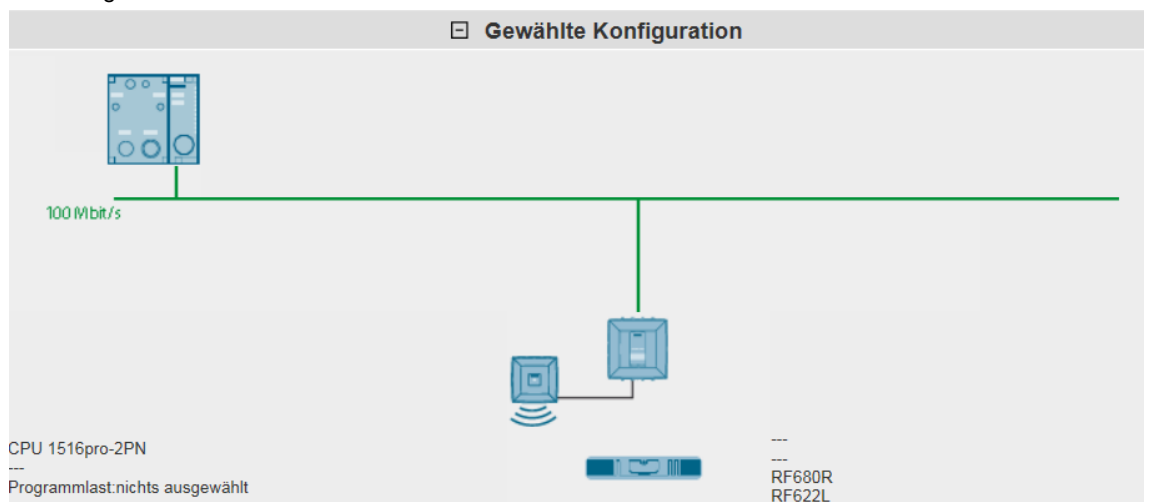 Gewählte Konfiguration
100 Mbit/s
CPU 1516pro-2PN
---
Programmlast:nichts ausgewählt
---
---
RF680R
RF622L